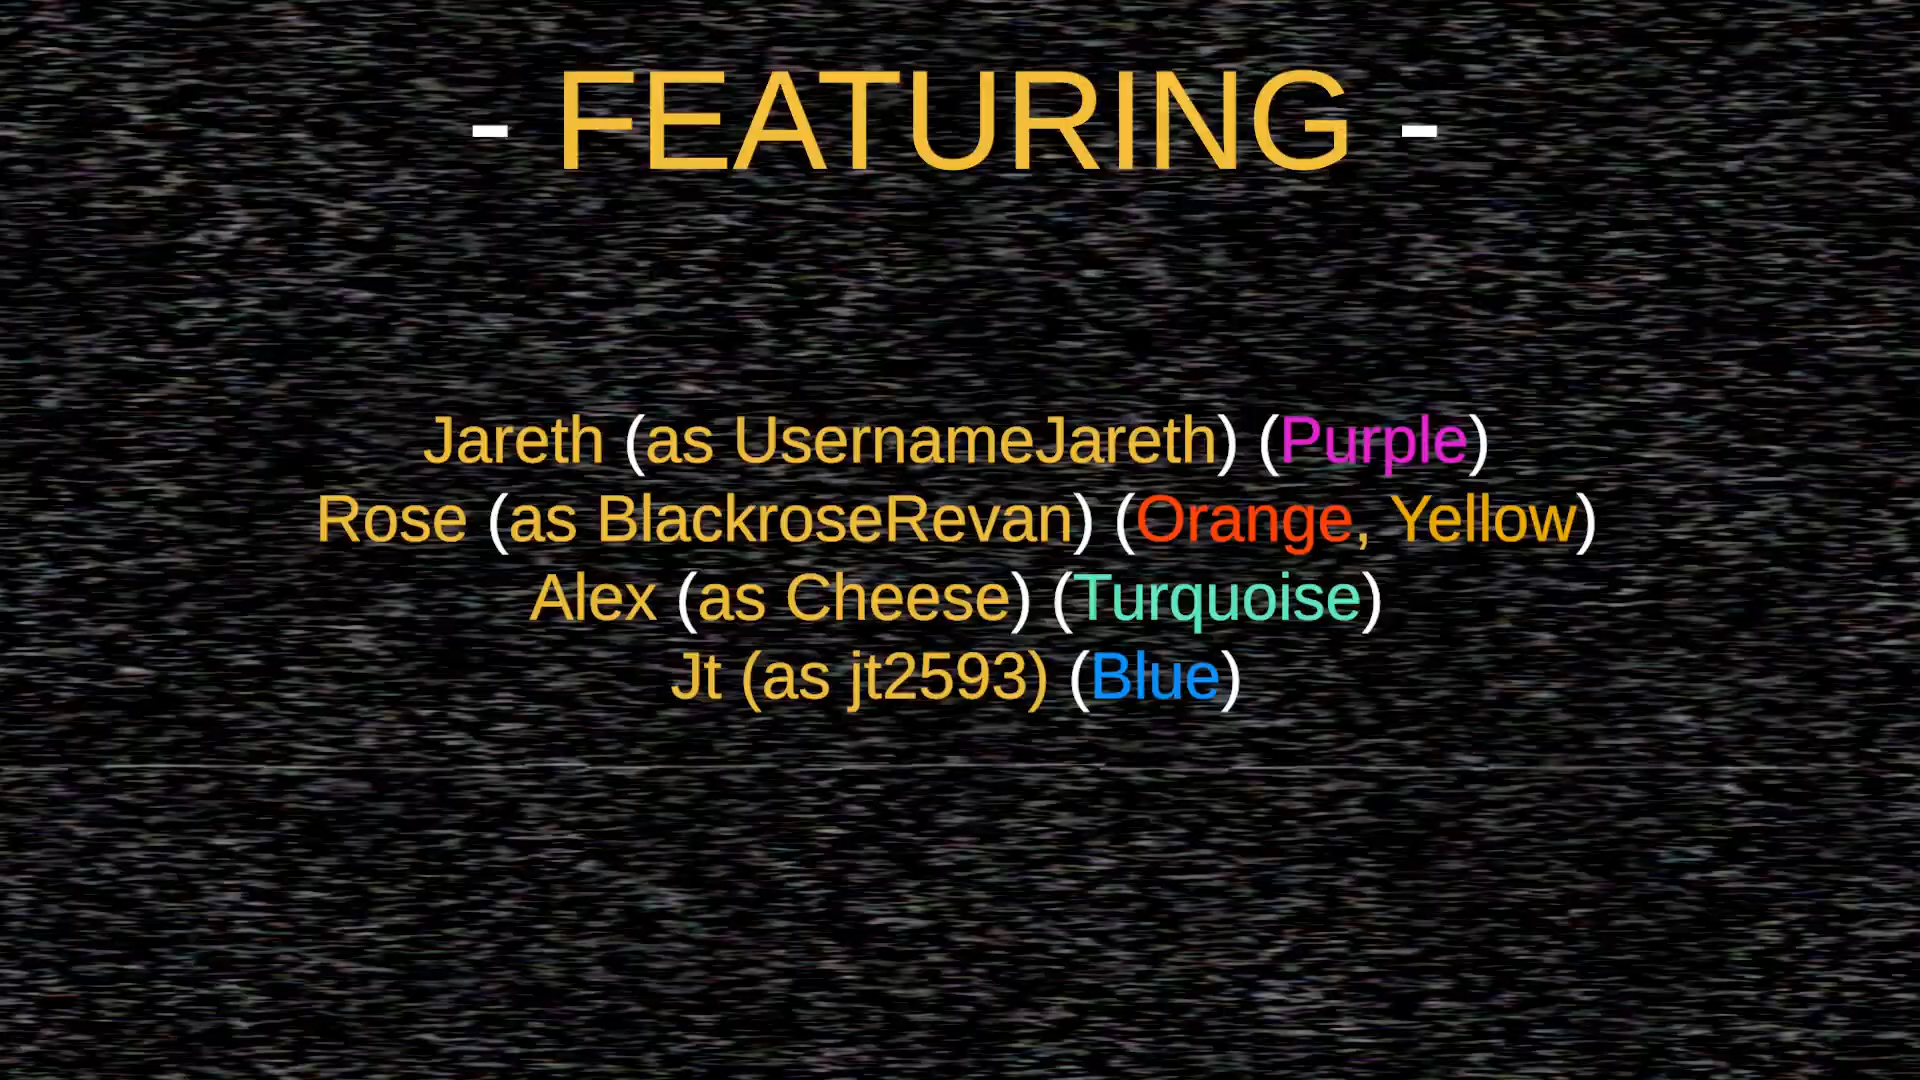 - FEATURING -
Jareth (as UsernameJareth) (Purple)
Rose (as BlackroseRevan) (Orange, Yellow)
Alex (as Cheese) (Turquoise)
Jt (as jt2593) (Blue)